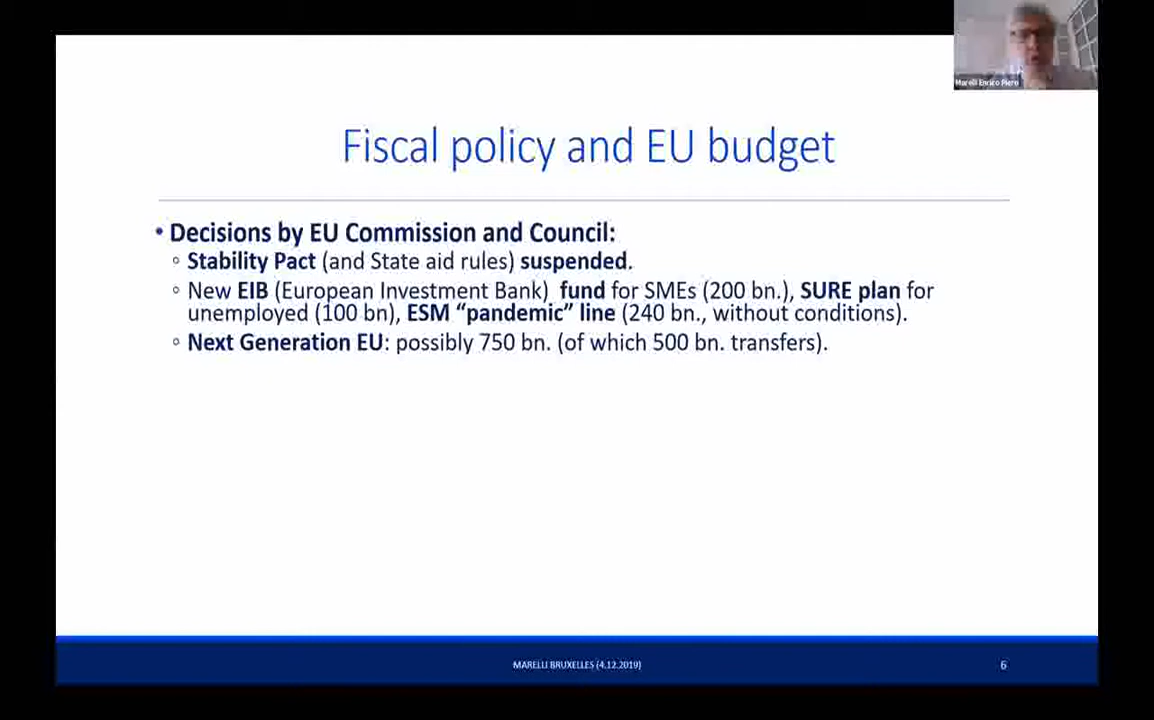 Marelli Enrico Piero
Fiscal policy and EU budget
• Decisions by EU Commission and Council:
◦ Stability Pact (and State aid rules) suspended.
◦ New EIB (European Investment Bank) fund for SMEs (200 bn.), SURE plan for
unemployed (100 bn), ESM “pandemic” line (240 bn., without conditions).
◦ Next Generation EU: possibly 750 bn. (of which 500 bn. transfers).
MARELLI BRUXELLES (4.12.2019)
6